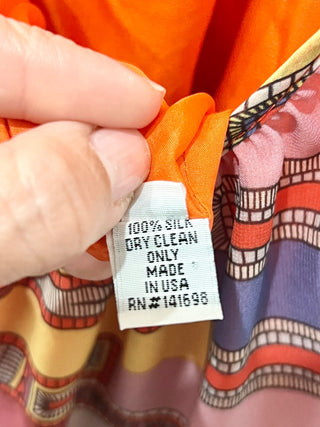 100% SILK
DRY CLEAN
ONLY
MADE
IN USA
RN#141698